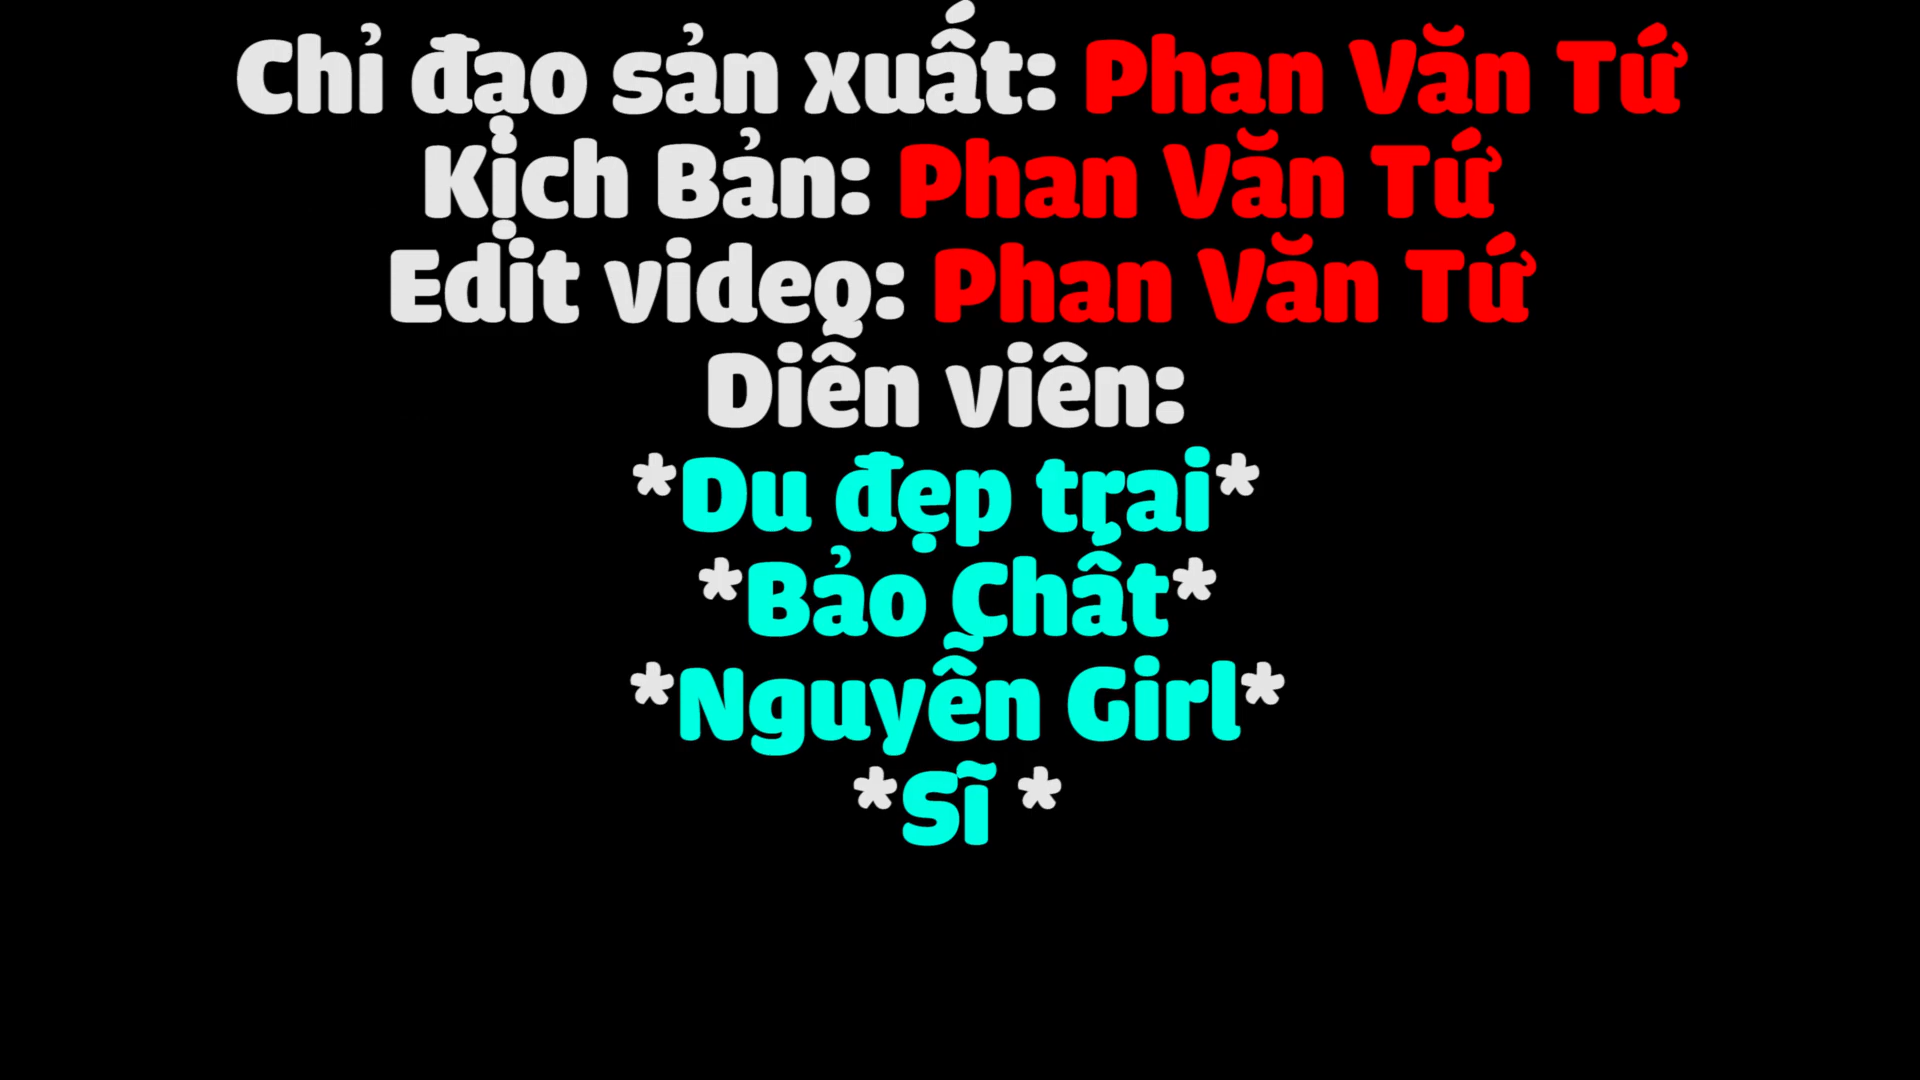 Chỉ đạo sản xuất: Phan Văn Tứ
Kịch Bản: Phan Văn Tứ
Edit video: Phan Văn Tứ
Diễn viên:
*Du đẹp trai*
*Bảo Chất*
*Nguyễn Girl*
*Sĩ *